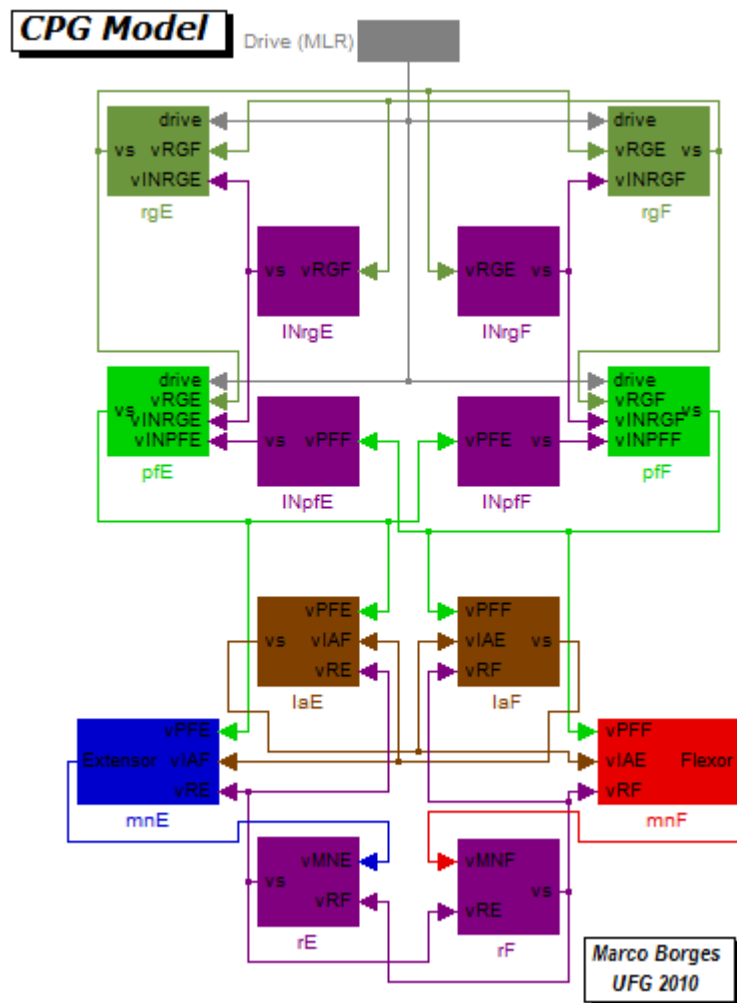 CPG Model
Drive (MLR)
drive
vs vRGF
vINRGE
rgE
drive
vRGE vs
vINRGF
rgF
vs vRGF
INrgE
vRGE vs
INrgF
drive
vRGE
vs
vINRGE
vINPFE
pfE
vs vPFF
INpfE
vPFE vs
INpfF
drive
vRGF
vs
vINRGF
vINPFF
pfF
vPFE
vs vIAF
vRE
IaE
vPFF
vIAE vs
vRF
IaF
vPFE
Extensor vIAF
vRE
mnE
vPFF
vIAE Flexor
vRF
mnF
vMNE
vs
vRF
rE
vMNF
vs
vRE
rF
Marco Borges
UFG 2010